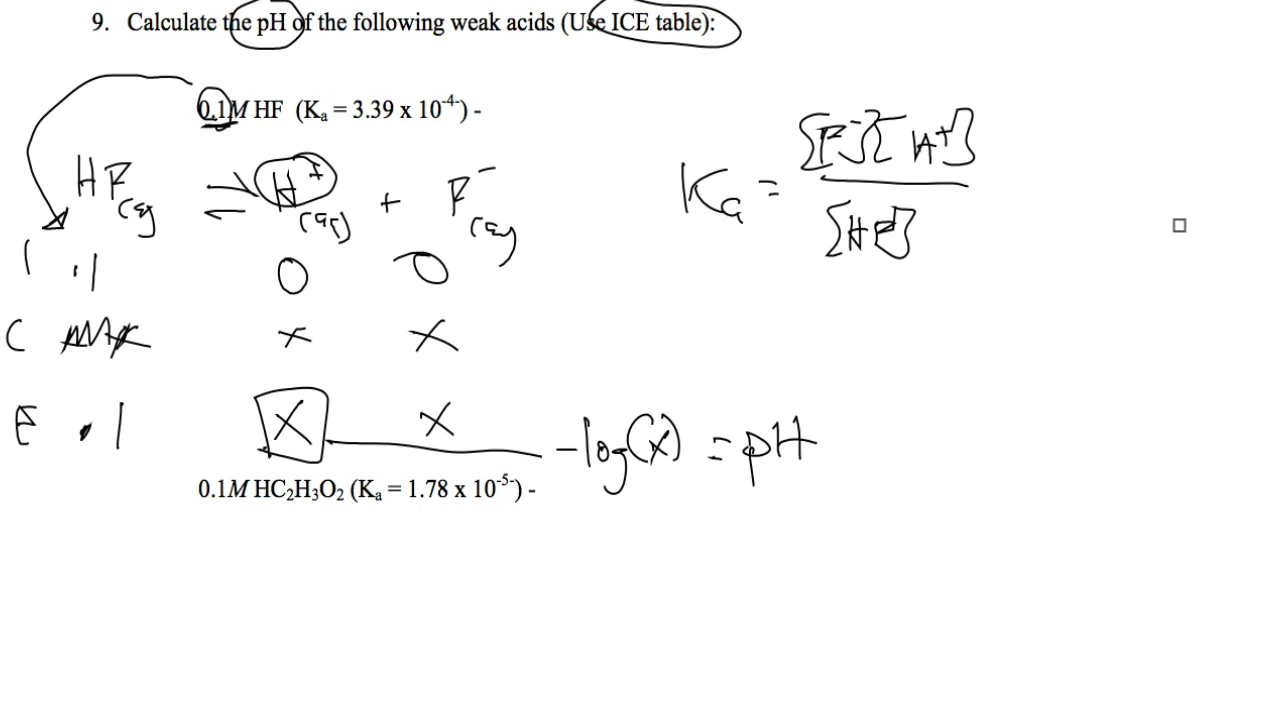 9. Calculate the pH of the following weak acids (Use ICE table):
0.1M HF (Kₐ = 3.39 x 10⁻⁴⁻) -
HF(aq) ⇌ H⁺(aq) + F⁻(aq)
Ka = [F⁻][H⁺] / [HF]
I .1 0 0
C x x
E .1 x x
-log(x) = pH
0.1M HC₂H₃O₂ (Kₐ = 1.78 x 10⁻⁵⁻) -